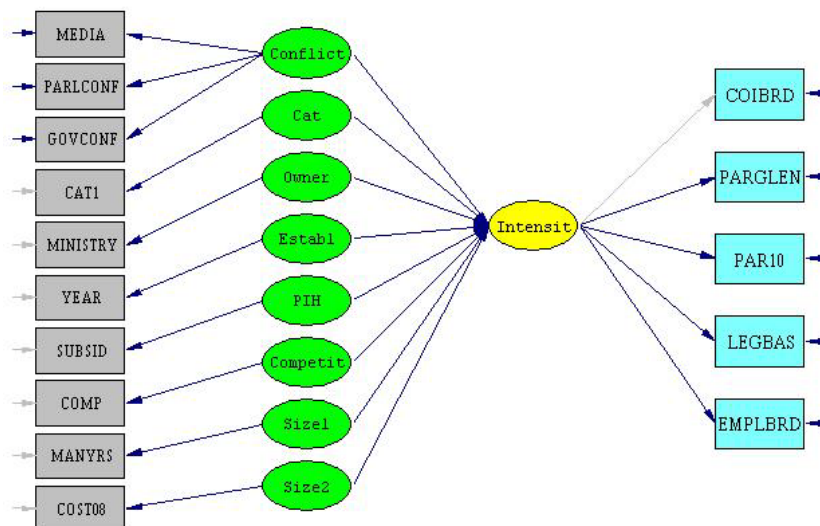 MEDIA
PARLCONF
GOVCONF
CAT1
MINISTRY
YEAR
SUBSID
COMP
MANYRS
COST08
Conflict
Cat
Owner
Establ
PIH
Competit
Size1
Size2
Intensit
COIBRD
PARGLEN
PAR10
LEGBAS
EMPLBRD